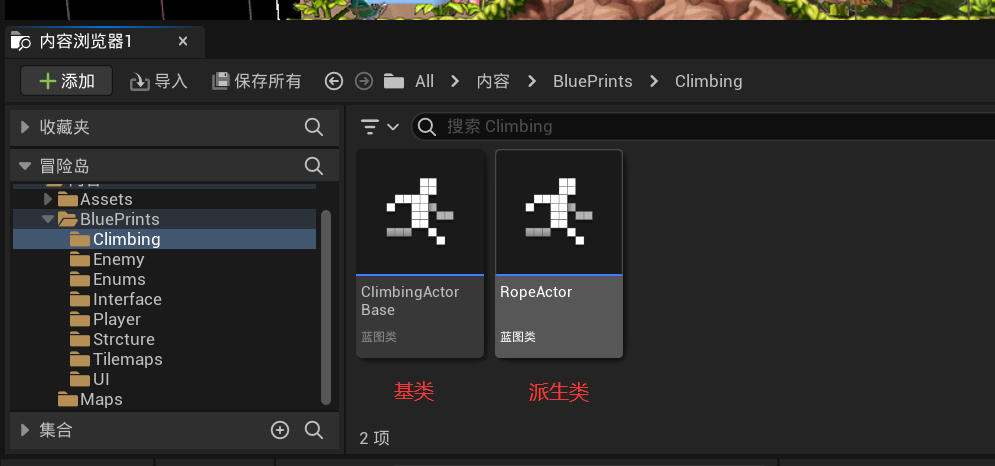 内容浏览器1
添加
导入
保存所有
All
内容
BluePrints
Climbing
收藏夹
搜索 Climbing
冒险岛
Assets
BluePrints
Climbing
Enemy
Enums
Interface
Player
Strcture
Tilemaps
UI
Maps
集合
ClimbingActor
Base
蓝图类
RopeActor
蓝图类
基类
派生类
2 项